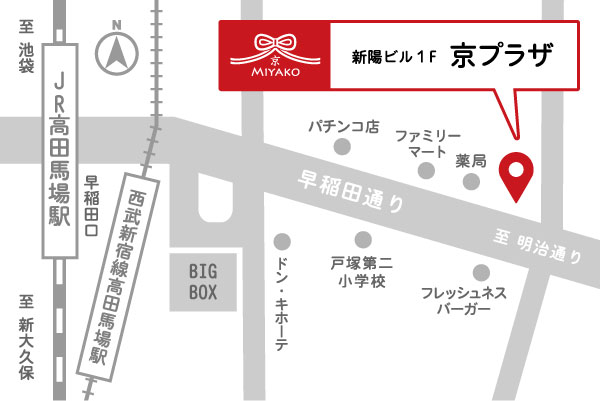 至 池袋
N
京
MIYAKO
新陽ビル１F 京プラザ
JR高田馬場駅
早稲田口
西武新宿線高田馬場駅
パチンコ店
ファミリー
マート
薬局
早稲田通り
至 明治通り
BIG
BOX
ドン・キホーテ
戸塚第二
小学校
フレッシュネス
バーガー
至 新大久保